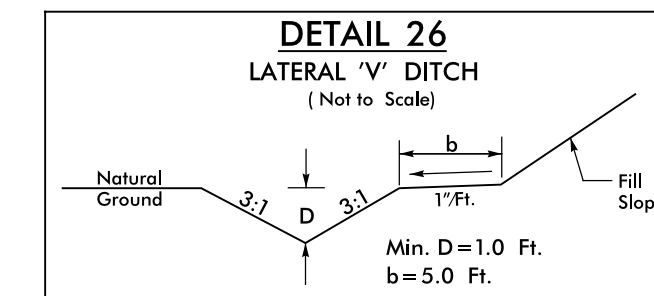 DETAIL 26
LATERAL 'V' DITCH
( Not to Scale)
b
Natural
Ground
3:1
D
3:1
1"/Ft.
Fill
Slop
Min. D=1.0 Ft.
b=5.0 Ft.